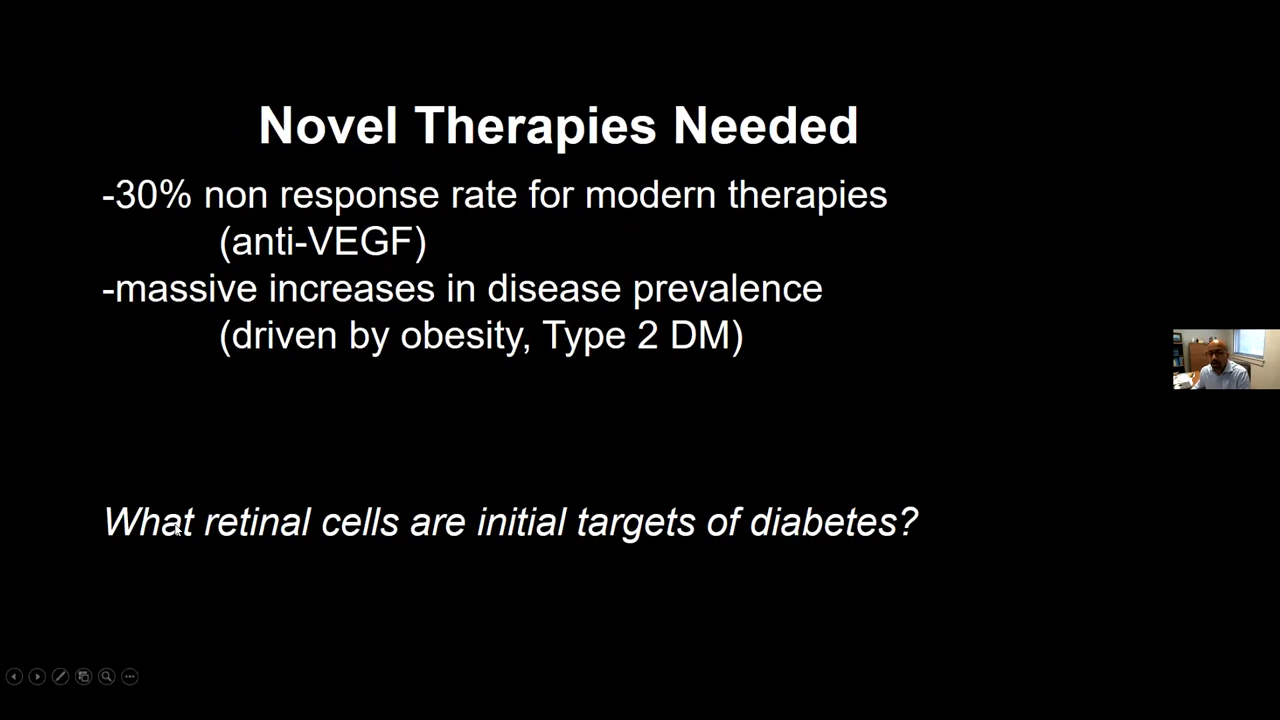 Novel Therapies Needed
-30% non response rate for modern therapies
(anti-VEGF)
-massive increases in disease prevalence
(driven by obesity, Type 2 DM)
What retinal cells are initial targets of diabetes?